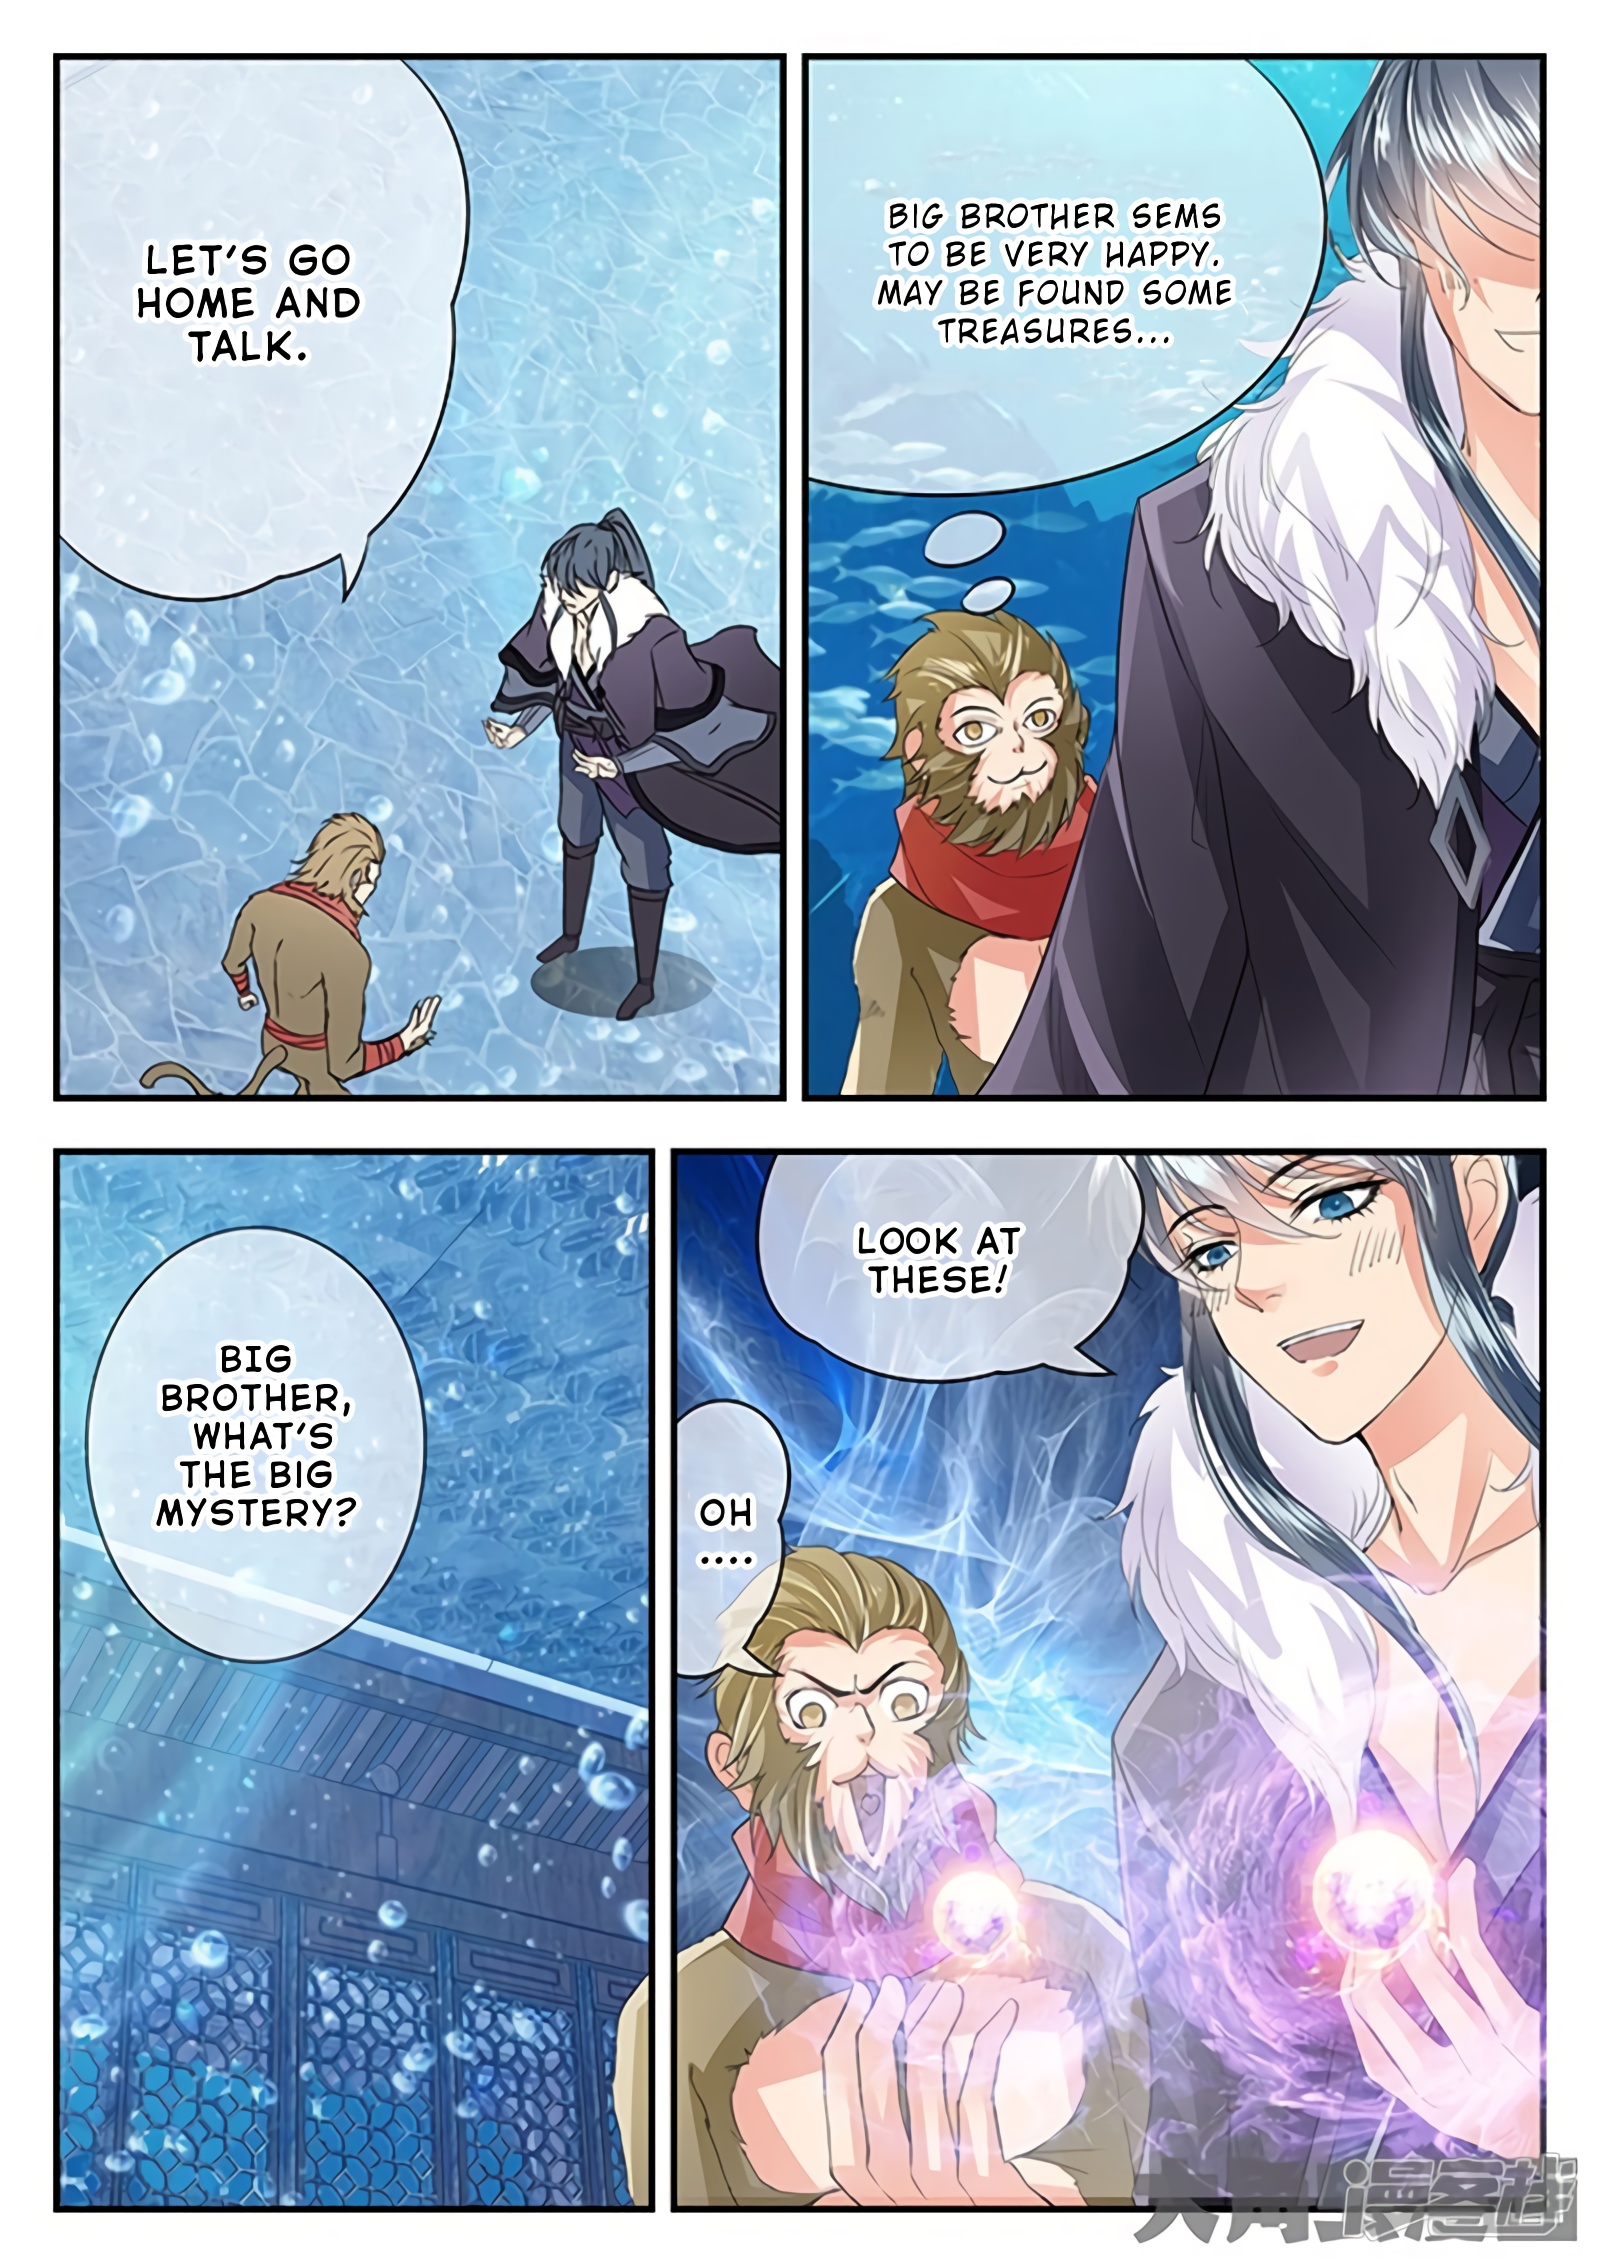 LET'S GO
HOME AND
TALK.
BIG BROTHER SEMS
TO BE VERY HAPPY.
MAY BE FOUND SOME
TREASURES...
BIG
BROTHER,
WHAT'S
THE BIG
MYSTERY?
LOOK AT
THESE!
OH
....